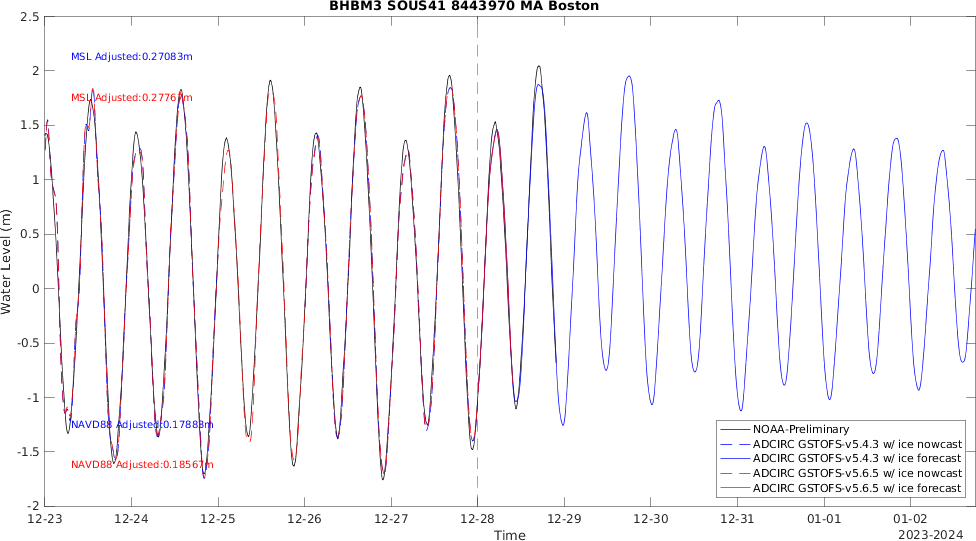 BHBM3 SOUS41 8443970 MA Boston
2.5
2
1.5
1
0.5
0
-0.5
-1
-1.5
-2
Water Level (m)
MSL Adjusted:0.27083m
MSL Adjusted:0.27767m
NAVD88 Adjusted:0.17883m
NAVD88 Adjusted:0.18567m
NOAA-Preliminary
ADCIRC GSTOFS-v5.4.3 w/ ice nowcast
ADCIRC GSTOFS-v5.4.3 w/ ice forecast
ADCIRC GSTOFS-v5.6.5 w/ ice nowcast
ADCIRC GSTOFS-v5.6.5 w/ ice forecast
12-23 12-24 12-25 12-26 12-27 12-28 12-29 12-30 12-31 01-01 01-02
Time 2023-2024